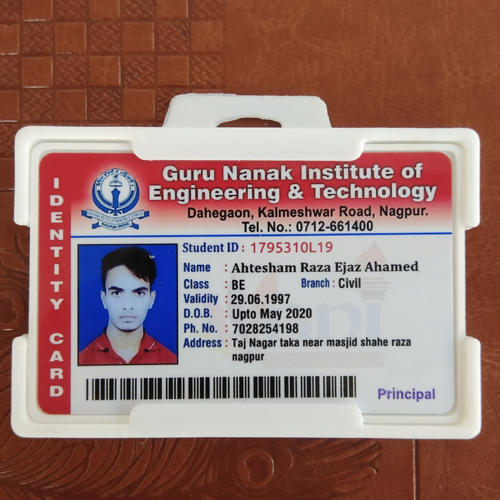 IDENTITY CARD
Guru Nanak Institute of
Engineering & Technology
Dahegaon, Kalmeshwar Road, Nagpur.
Tel. No.: 0712-661400
Student ID : 1795310L19
Name : Ahtesham Raza Ejaz Ahamed
Class : BE Branch : Civil
Validity : 29.06.1997
D.O.B. : Upto May 2020
Ph. No. : 7028254198
Address : Taj Nagar taka near masjid shahe raza
nagpur
Principal